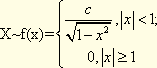 X~f(x)={ c/√(1-x²) ,|x|<1;
0,|x|≥1